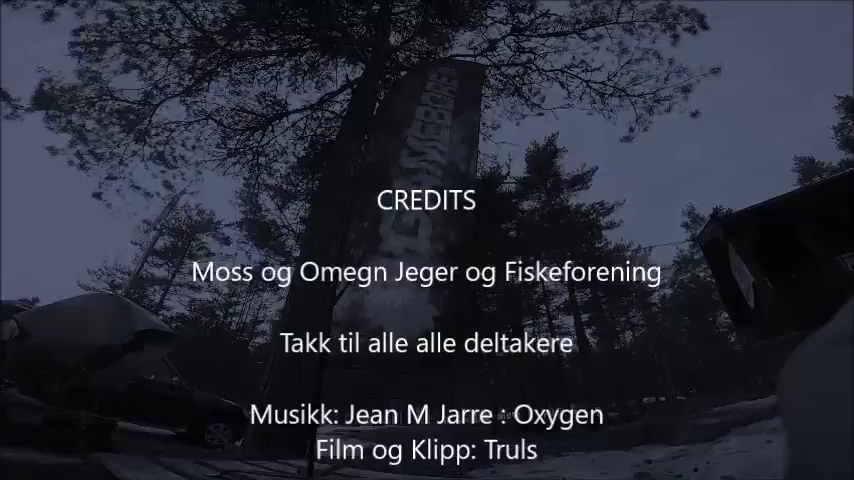 GAMEBORE
CREDITS
Moss og Omegn Jeger og Fiskeforening
Takk til alle alle deltakere
Musikk: Jean M Jarre : Oxygen
Film og Klipp: Truls